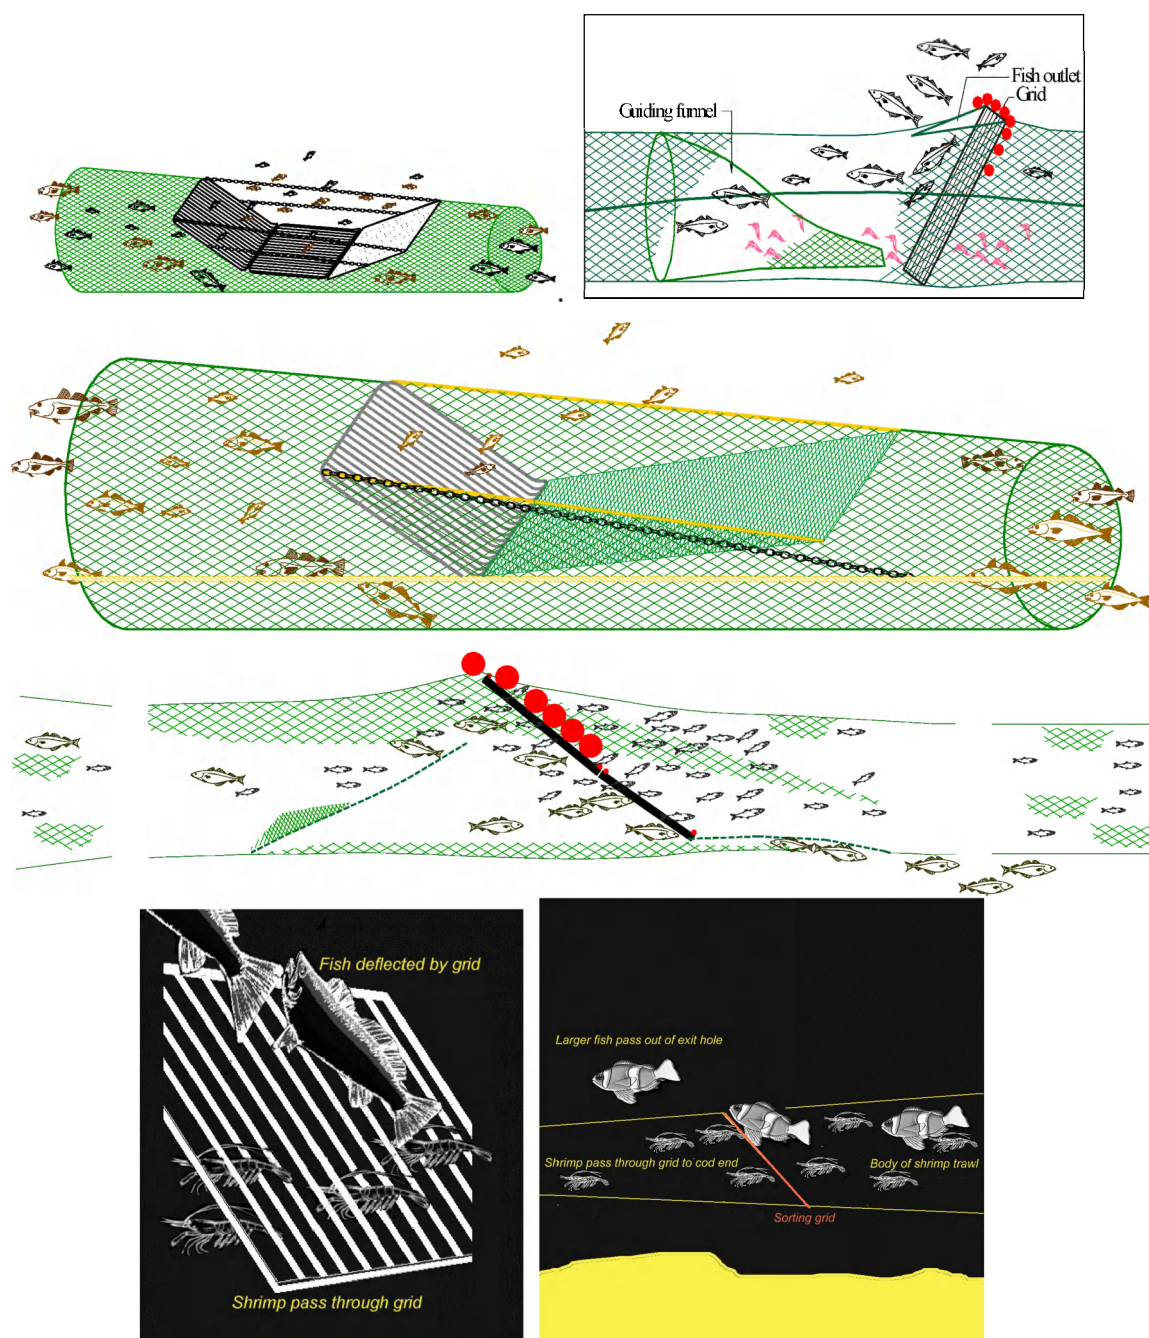 Fish outlet
Grid
Guiding funnel
Fish deflected by grid
Shrimp pass through grid
Larger fish pass out of exit hole
Shrimp pass through grid to cod end
Body of shrimp trawl
Sorting grid